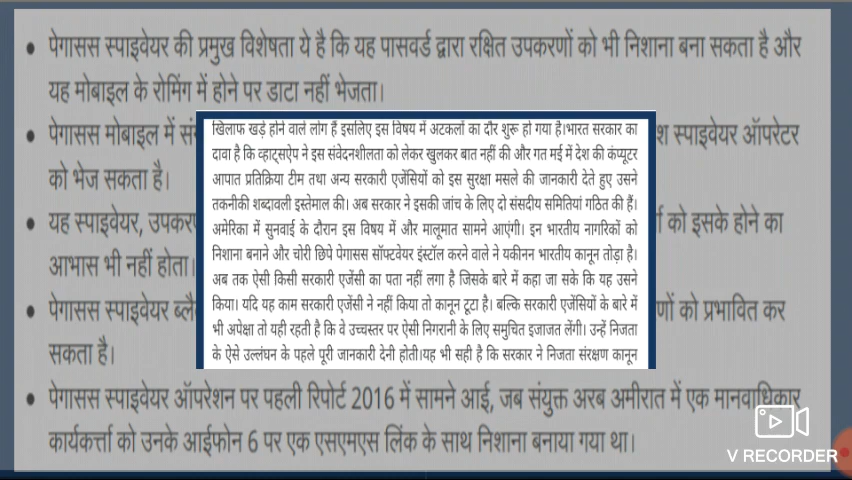 पेगासस स्पाइवेयर की प्रमुख विशेषता ये है कि यह पासवर्ड द्वारा रक्षित उपकरणों को भी निशाना बना सकता है और
यह मोबाइल के रोमिंग में होने पर डाटा नहीं भेजता।
पेगासस मोबाइल में
स्पाइवेयर ऑपरेटर
को भेज सकता है।
यह स्पाइवेयर,
को इसके होने का
आभास भी नहीं होता।
पेगासस स्पाइवेयर
को प्रभावित कर
सकता है।
पेगासस स्पाइवेयर ऑपरेशन पर पहली रिपोर्ट 2016 में सामने आई, जब संयुक्त अरब अमीरात में एक मानवाधिकार
कार्यकर्त्ता को उनके आईफोन 6 पर एक एसएमएस लिंक के साथ निशाना बनाया गया था।
खिलाफ खड़े होने वाले लोग हैं इसलिए इस विषय में अटकलों का दौर शुरू हो गया है।भारत सरकार का
दावा है कि व्हाट्सऐप ने इस संवेदनशीलता को लेकर खुलकर बात नहीं की और गत मई में देश की कंप्यूटर
आपात प्रतिक्रिया टीम तथा अन्य सरकारी एजेंसियों को इस सुरक्षा मसले की जानकारी देते हुए उसने
तकनीकी शब्दावली इस्तेमाल की। अब सरकार ने इसकी जांच के लिए दो संसदीय समितियां गठित की हैं।
अमेरिका में सुनवाई के दौरान इस विषय में और मालूमात सामने आएंगी। इन भारतीय नागरिकों को
निशाना बनाने और चोरी छिपे पेगासस सॉफ्टवेयर इंस्टॉल करने वाले ने यकीनन भारतीय कानून तोड़ा है।
अब तक ऐसी किसी सरकारी एजेंसी का पता नहीं लगा है जिसके बारे में कहा जा सके कि यह उसने
किया। यदि यह काम सरकारी एजेंसी ने नहीं किया तो कानून टूटा है। बल्कि सरकारी एजेंसियों के बारे में
भी अपेक्षा तो यही रहती है कि वे उच्चस्तर पर ऐसी निगरानी के लिए समुचित इजाजत लेंगी। उन्हें निजता
के ऐसे उल्लंघन के पहले पूरी जानकारी देनी होती।यह भी सही है कि सरकार ने निजता संरक्षण कानून
V RECORDER